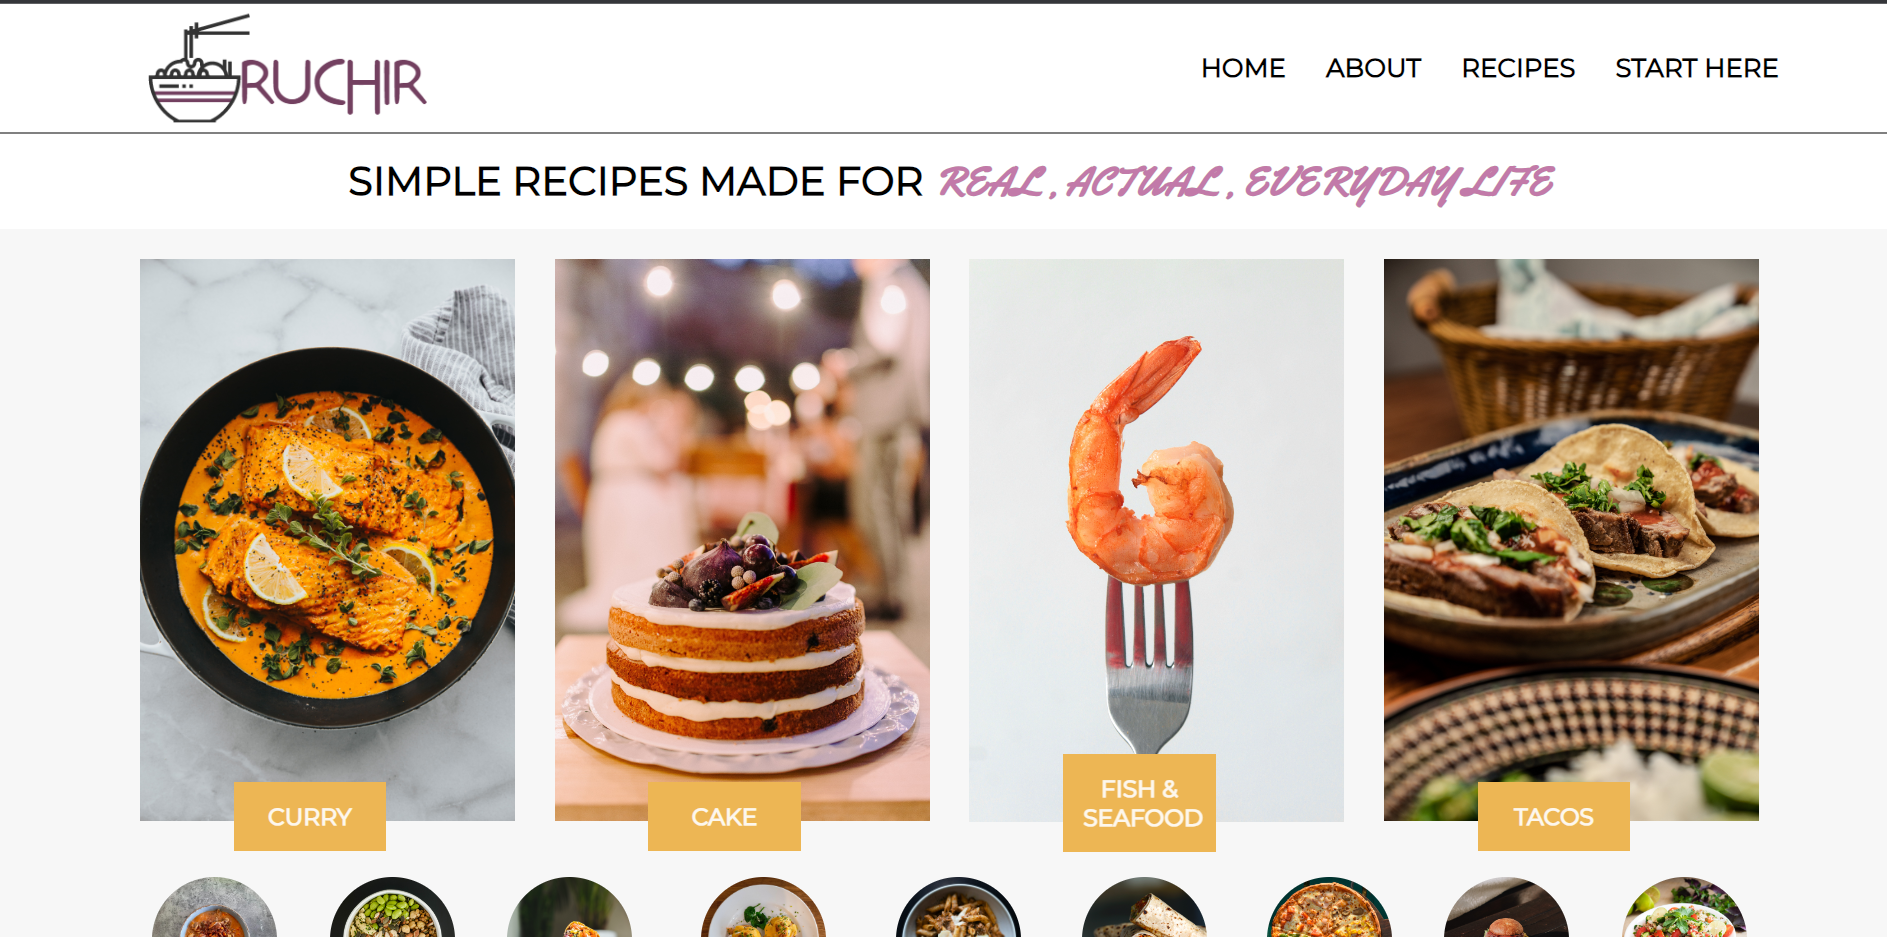 RUCHIR
HOME ABOUT RECIPES START HERE
SIMPLE RECIPES MADE FOR REAL, ACTUAL, EVERYDAY LIFE
CURRY
CAKE
FISH &
SEAFOOD
TACOS